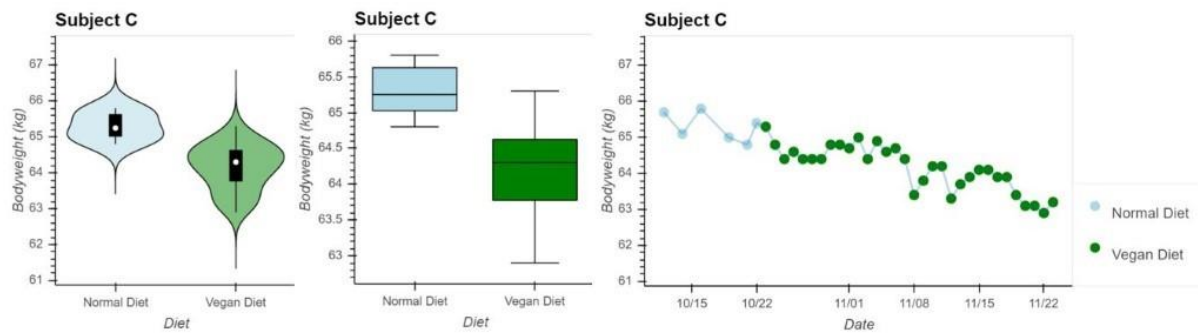 Subject C
67
66
65
64
63
62
61
Bodyweight (kg)
Normal Diet
Vegan Diet
Diet
Subject C
66
65.5
65
64.5
64
63.5
63
Bodyweight (kg)
Normal Diet
Vegan Diet
Diet
Subject C
67
66
65
64
63
62
61
Bodyweight (kg)
10/15
10/22
11/01
11/08
11/15
11/22
Date
Normal Diet
Vegan Diet